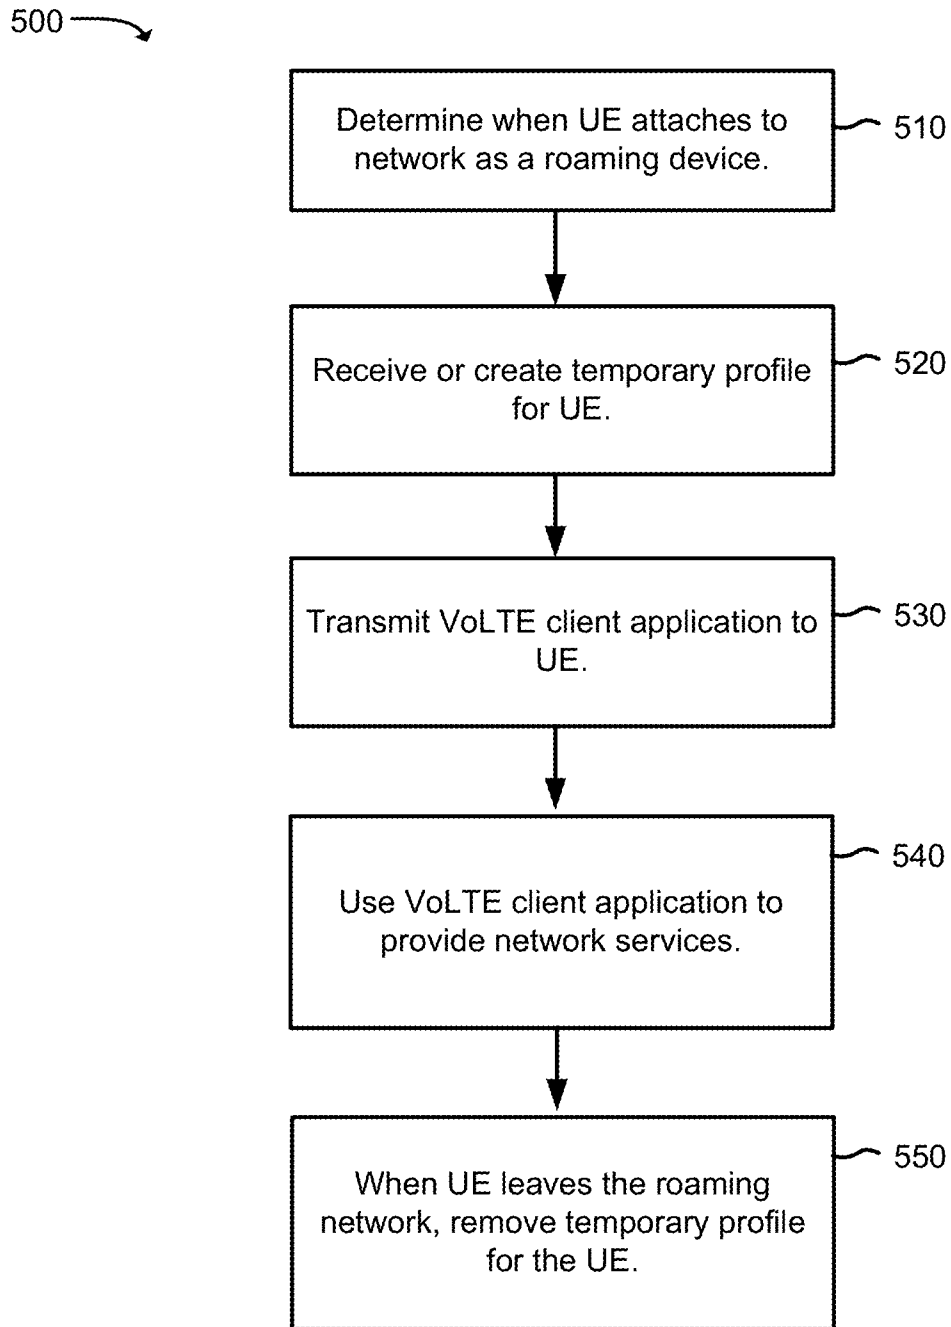 500
Determine when UE attaches to
network as a roaming device.
510
Receive or create temporary profile
for UE.
520
Transmit VoLTE client application to
UE.
530
Use VoLTE client application to
provide network services.
540
When UE leaves the roaming
network, remove temporary profile
for the UE.
550